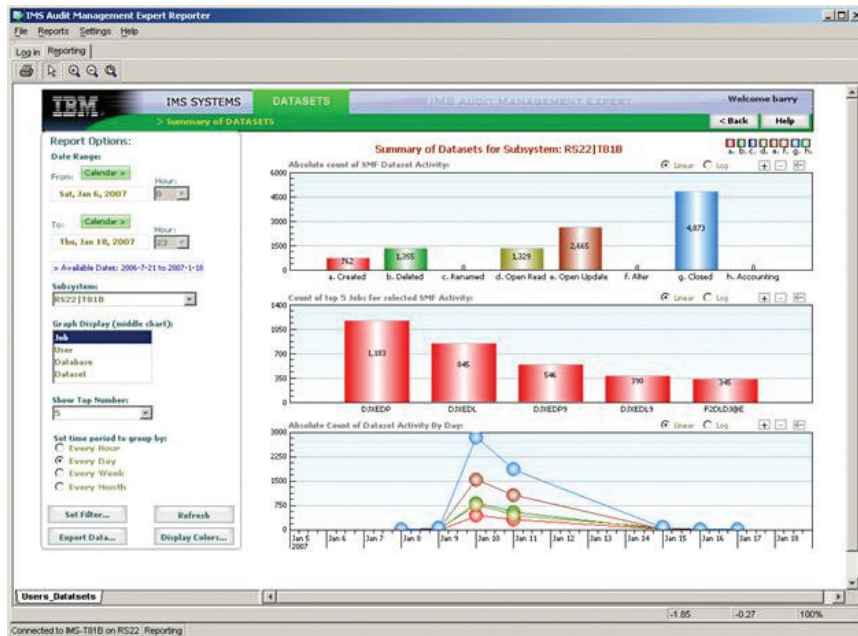 IMS Audit Management Expert Reporter
File Reports Settings Help
Log in Reporting
IBM IMS SYSTEMS DATASETS IMS AUDIT MANAGEMENT EXPERT Welcome barry
> Summary of DATASETS < Back Help
Report Options:
Date Range:
From: Calendar > Hour:
Sat, Jan 6, 2007 0
To: Calendar > Hour:
Thu, Jan 18, 2007 23
> Available Dates: 2006-7-21 to 2007-1-18
Subsystem:
RS22|T81B
Graph Display (middle chart):
Job
User
Database
Dataset
Show Top Number:
5
Set time period to group by:
Every Hour
Every Day
Every Week
Every Month
Set Filter... Refresh
Export Data... Display Colors...
Summary of Datasets for Subsystem: RS22|T81B
a. b. c. d. e. f. g. h.
Absolute count of SMF Dataset Activity: Linear Log
6000
4500
3000
1500
0
762 1,355 0 1,329 2,665 0 4,873 0
a. Created b. Deleted c. Renamed d. Open Read e. Open Update f. Alter g. Closed h. Accounting
Count of top 5 Jobs for selected SMF Activity: Linear Log
1400
1050
700
350
0
1,183 845 546 390 345
DJXEDP DJXEDL DJXEDP9 DJXEDL9
Absolute Count of Dataset Activity By Day: Linear Log
3000
2250
1500
750
0
Jan 5 Jan 6 Jan 7 Jan 8 Jan 9 Jan 10 Jan 11 Jan 12 Jan 13 Jan 14 Jan 15 Jan 16 Jan 17 Jan 18
2007
Users_Datatsets
-1.85 -0.27 100%
Connected to IMS-T81B on RS22 Reporting